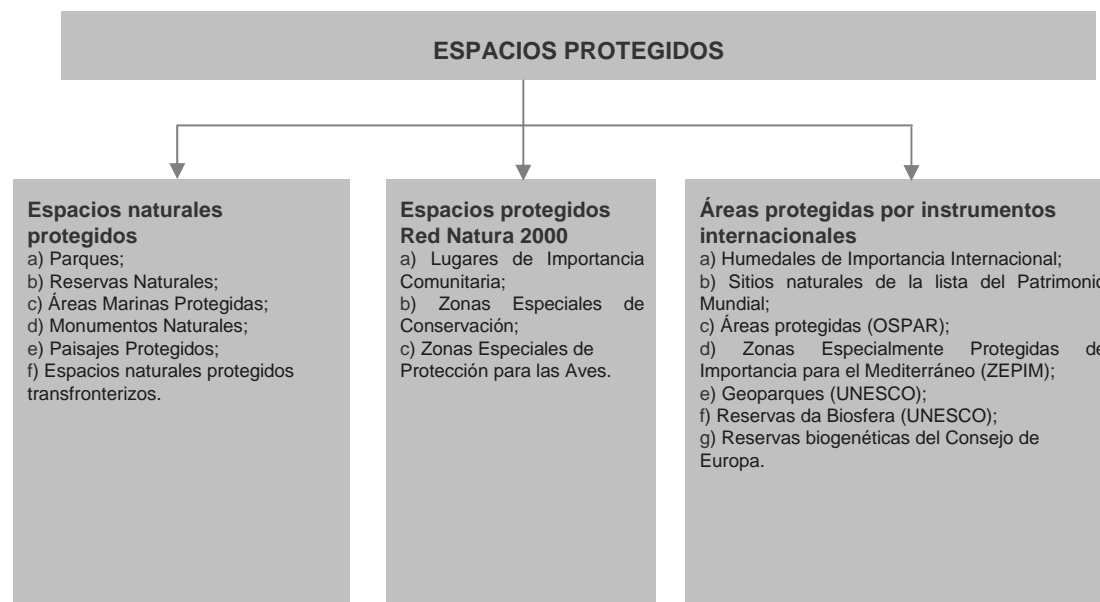 ESPACIOS PROTEGIDOS
Espacios naturales
protegidos
a) Parques;
b) Reservas Naturales;
c) Áreas Marinas Protegidas;
d) Monumentos Naturales;
e) Paisajes Protegidos;
f) Espacios naturales protegidos
transfronterizos.
Espacios protegidos
Red Natura 2000
a) Lugares de Importancia
Comunitaria;
b) Zonas Especiales de
Conservación;
c) Zonas Especiales de
Protección para las Aves.
Áreas protegidas por instrumentos
internacionales
a) Humedales de Importancia Internacional;
b) Sitios naturales de la lista del Patrimonio
Mundial;
c) Áreas protegidas (OSPAR);
d) Zonas Especialmente Protegidas de
Importancia para el Mediterráneo (ZEPIM);
e) Geoparques (UNESCO);
f) Reservas da Biosfera (UNESCO);
g) Reservas biogenéticas del Consejo de
Europa.